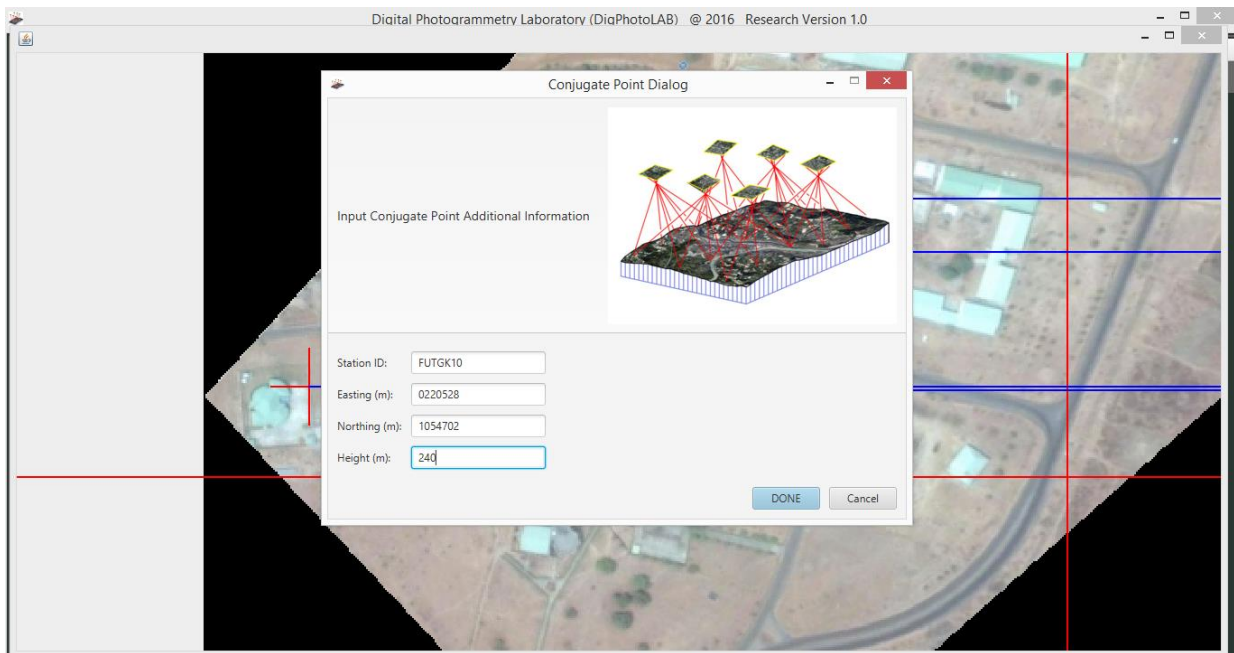 Digital Photogrammetry Laboratory (DigPhotoLAB) @ 2016 Research Version 1.0
Conjugate Point Dialog
Input Conjugate Point Additional Information
Station ID: FUTGK10
Easting (m): 0220528
Northing (m): 1054702
Height (m): 240
DONE Cancel